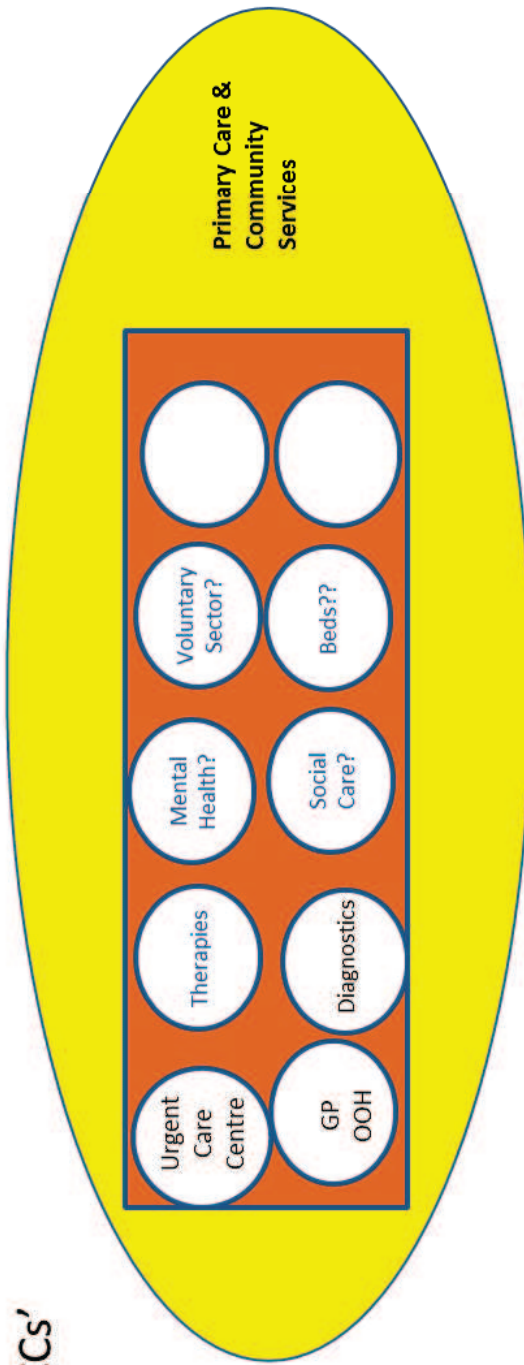 Cs'
Urgent
Care
Centre
Therapies
Mental
Health?
Voluntary
Sector?
GP
OOH
Diagnostics
Social
Care?
Beds??
Primary Care &
Community
Services